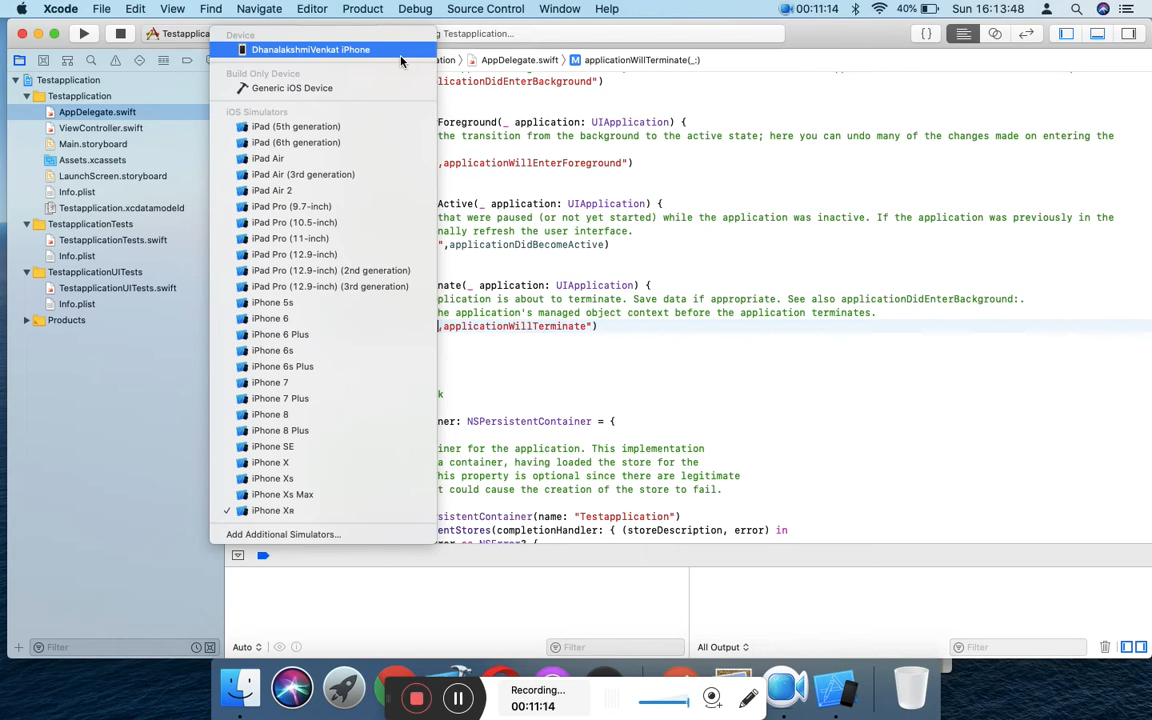 Xcode File Edit View Find Navigate Editor Product Debug Source Control Window Help 00:11:14 40% Sun 16:13:48
Testapplica
Testapplication...
Device
DhanalakshmiVenkat iPhone
Build Only Device
Generic iOS Device
iOS Simulators
iPad (5th generation)
iPad (6th generation)
iPad Air
iPad Air (3rd generation)
iPad Air 2
iPad Pro (9.7-inch)
iPad Pro (10.5-inch)
iPad Pro (11-inch)
iPad Pro (12.9-inch)
iPad Pro (12.9-inch) (2nd generation)
iPad Pro (12.9-inch) (3rd generation)
iPhone 5s
iPhone 6
iPhone 6 Plus
iPhone 6s
iPhone 6s Plus
iPhone 7
iPhone 7 Plus
iPhone 8
iPhone 8 Plus
iPhone SE
iPhone X
iPhone Xs
iPhone Xs Max
✓ iPhone Xʀ
Add Additional Simulators...
Testapplication
Testapplication
AppDelegate.swift
ViewController.swift
Main.storyboard
Assets.xcassets
LaunchScreen.storyboard
Info.plist
Testapplication.xcdatamodeld
TestapplicationTests
TestapplicationTests.swift
Info.plist
TestapplicationUITests
TestapplicationUITests.swift
Info.plist
Products
Filter
ation AppDelegate.swift M applicationWillTerminate(_:)
plicationDidEnterBackground")
Foreground(_ application: UIApplication) {
the transition from the background to the active state; here you can undo many of the changes made on entering the
,applicationWillEnterForeground")
Active(_ application: UIApplication) {
that were paused (or not yet started) while the application was inactive. If the application was previously in the
nally refresh the user interface.
",applicationDidBecomeActive)
nate(_ application: UIApplication) {
plication is about to terminate. Save data if appropriate. See also applicationDidEnterBackground:.
he application's managed object context before the application terminates.
,applicationWillTerminate")
k
ner: NSPersistentContainer = {
iner for the application. This implementation
a container, having loaded the store for the
his property is optional since there are legitimate
t could cause the creation of the store to fail.
rsistentContainer(name: "Testapplication")
entStores(completionHandler: { (storeDescription, error) in
Auto Filter All Output Filter
Recording...
00:11:14